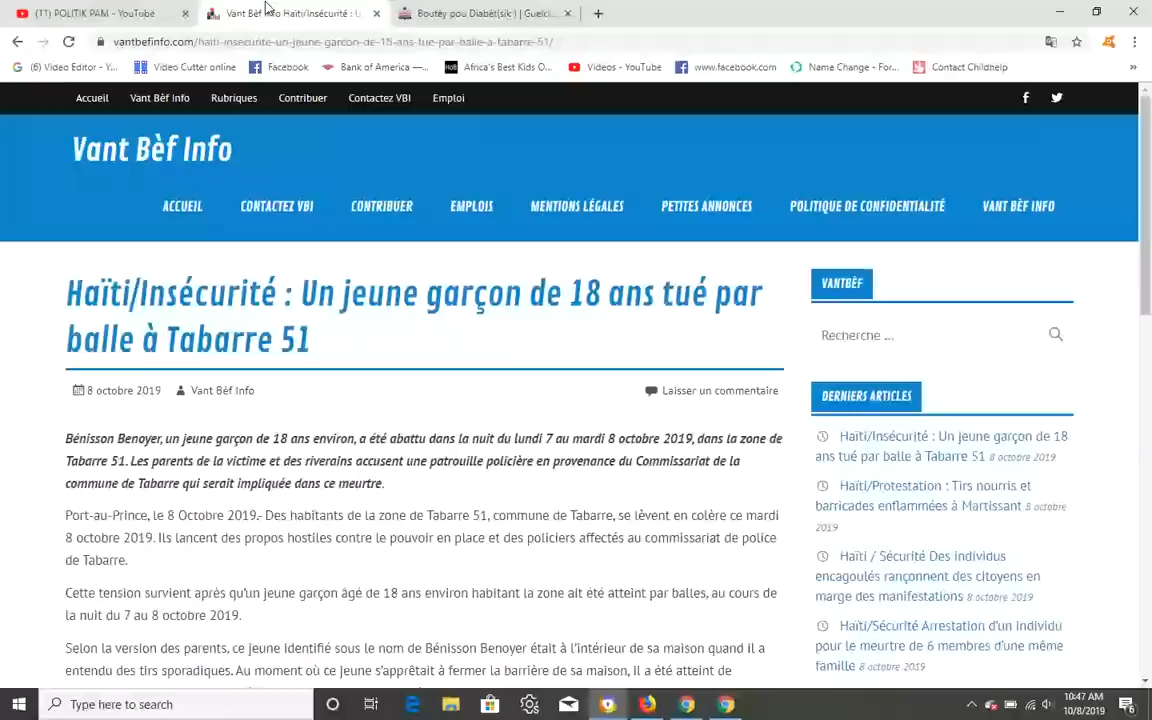 (11) POLITIK PAM - YouTube
Vant Bèf Info Haïti/Insécurité : U
Boutèy pou Diabèt(sic) | Guelci
vantbefinfo.com/haiti-insecurite-un-jeune-garcon-de-18-ans-tue-par-balle-a-tabarre-51/
(6) Video Editor - Y...
Video Cutter online
Facebook
Bank of America —...
Africa's Best Kids O...
Videos - YouTube
www.facebook.com
Name Change - For...
Contact Childhelp
Accueil Vant Bèf Info Rubriques Contribuer Contactez VBI Emploi
Vant Bèf Info
ACCUEIL CONTACTEZ VBI CONTRIBUER EMPLOIS MENTIONS LÉGALES PETITES ANNONCES POLITIQUE DE CONFIDENTIALITÉ VANT BÈF INFO
Haïti/Insécurité : Un jeune garçon de 18 ans tué par
balle à Tabarre 51
8 octobre 2019 Vant Bèf Info Laisser un commentaire
Bénisson Benoyer, un jeune garçon de 18 ans environ, a été abattu dans la nuit du lundi 7 au mardi 8 octobre 2019, dans la zone de
Tabarre 51. Les parents de la victime et des riverains accusent une patrouille policière en provenance du Commissariat de la
commune de Tabarre qui serait impliquée dans ce meurtre.
Port-au-Prince, le 8 Octobre 2019.- Des habitants de la zone de Tabarre 51, commune de Tabarre, se lèvent en colère ce mardi
8 octobre 2019. Ils lancent des propos hostiles contre le pouvoir en place et des policiers affectés au commissariat de police
de Tabarre.
Cette tension survient après qu'un jeune garçon âgé de 18 ans environ habitant la zone ait été atteint par balles, au cours de
la nuit du 7 au 8 octobre 2019.
Selon la version des parents, ce jeune identifié sous le nom de Bénisson Benoyer était à l'intérieur de sa maison quand il a
entendu des tirs sporadiques. Au moment où ce jeune s'apprêtait à fermer la barrière de sa maison, il a été atteint de
VANTBÈF
Recherche ...
DERNIERS ARTICLES
Haïti/Insécurité : Un jeune garçon de 18
ans tué par balle à Tabarre 51 8 octobre 2019
Haïti/Protestation : Tirs nourris et
barricades enflammées à Martissant 8 octobre
2019
Haïti / Sécurité Des individus
encagoulés rançonnent des citoyens en
marge des manifestations 8 octobre 2019
Haïti/Sécurité Arrestation d'un individu
pour le meurtre de 6 membres d'une même
famille 8 octobre 2019
Type here to search
10:47 AM
10/8/2019